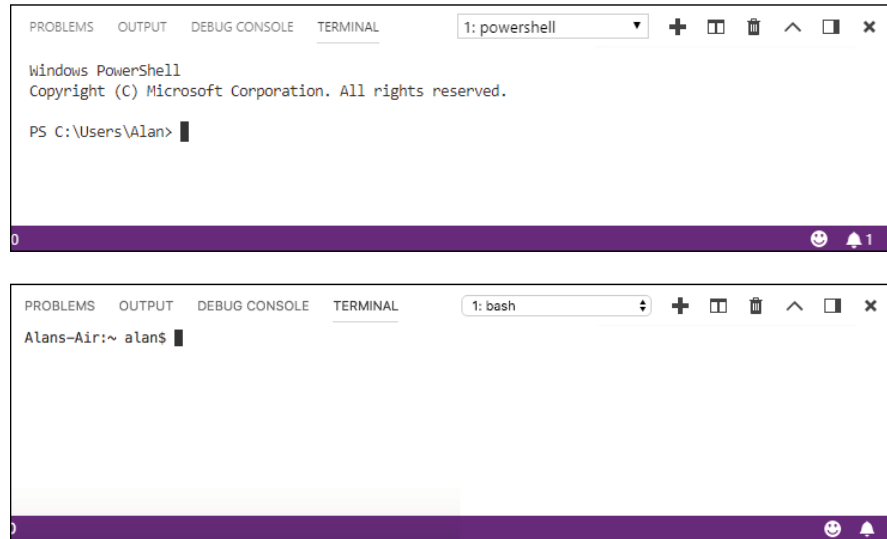 PROBLEMS OUTPUT DEBUG CONSOLE TERMINAL 1: powershell
Windows PowerShell
Copyright (C) Microsoft Corporation. All rights reserved.
PS C:\Users\Alan>
0 1
PROBLEMS OUTPUT DEBUG CONSOLE TERMINAL 1: bash
Alans-Air:~ alan$